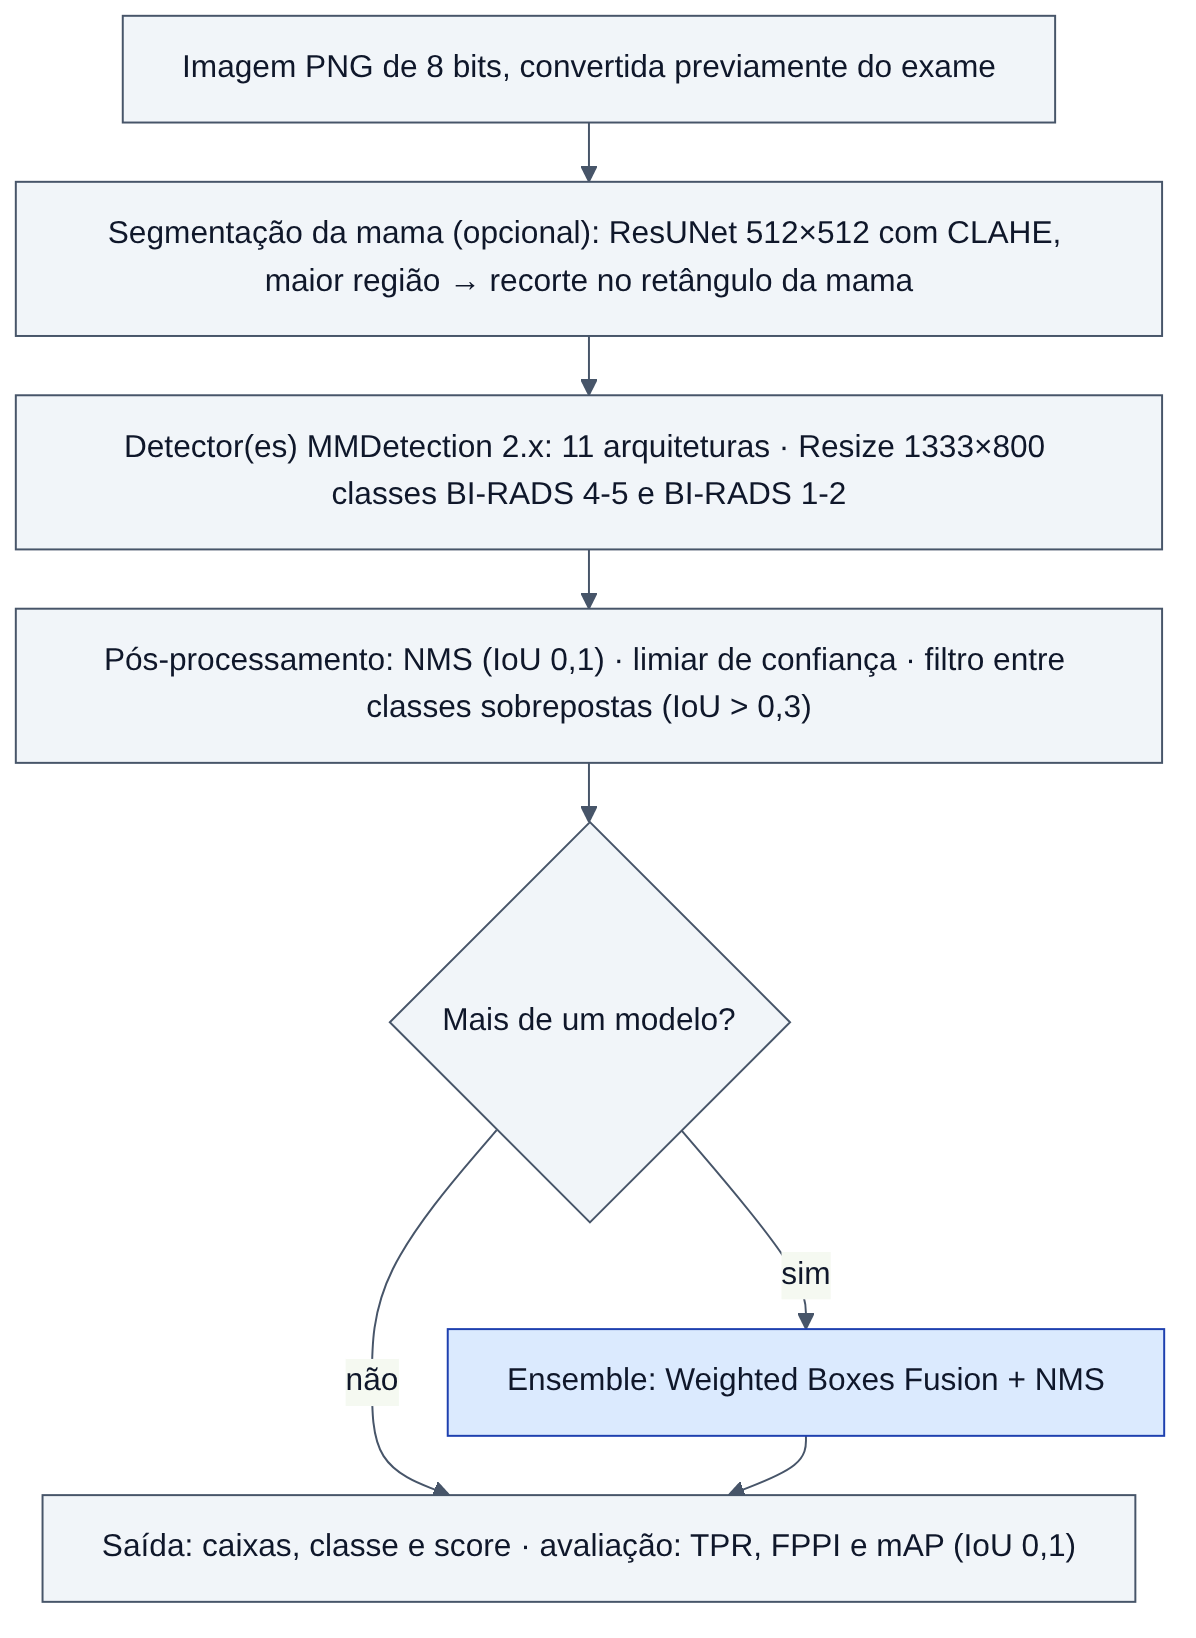 Imagem PNG de 8 bits, convertida previamente do exame
Segmentação da mama (opcional): ResUNet 512×512 com CLAHE,
maior região → recorte no retângulo da mama
Detector(es) MMDetection 2.x: 11 arquiteturas · Resize 1333×800
classes BI-RADS 4-5 e BI-RADS 1-2
Pós-processamento: NMS (IoU 0,1) · limiar de confiança · filtro entre
classes sobrepostas (IoU > 0,3)
Mais de um modelo?
sim
não
Ensemble: Weighted Boxes Fusion + NMS
Saída: caixas, classe e score · avaliação: TPR, FPPI e mAP (IoU 0,1)